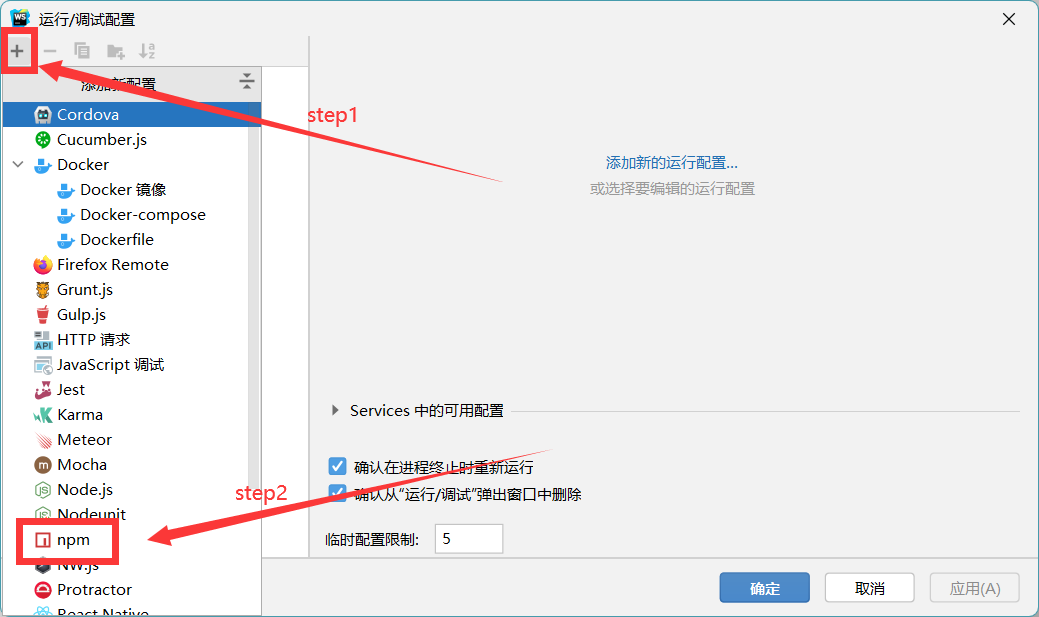 运行/调试配置
添加新配置
step1
Cordova
Cucumber.js
Docker
Docker 镜像
Docker-compose
Dockerfile
Firefox Remote
Grunt.js
Gulp.js
HTTP 请求
JavaScript 调试
Jest
Karma
Meteor
Mocha
Node.js
Nodeunit
npm
NW.js
Protractor
React Native
添加新的运行配置...
或选择要编辑的运行配置
Services 中的可用配置
确认在进程终止时重新运行
step2
确认从“运行/调试”弹出窗口中删除
临时配置限制: 5
确定 取消 应用(A)